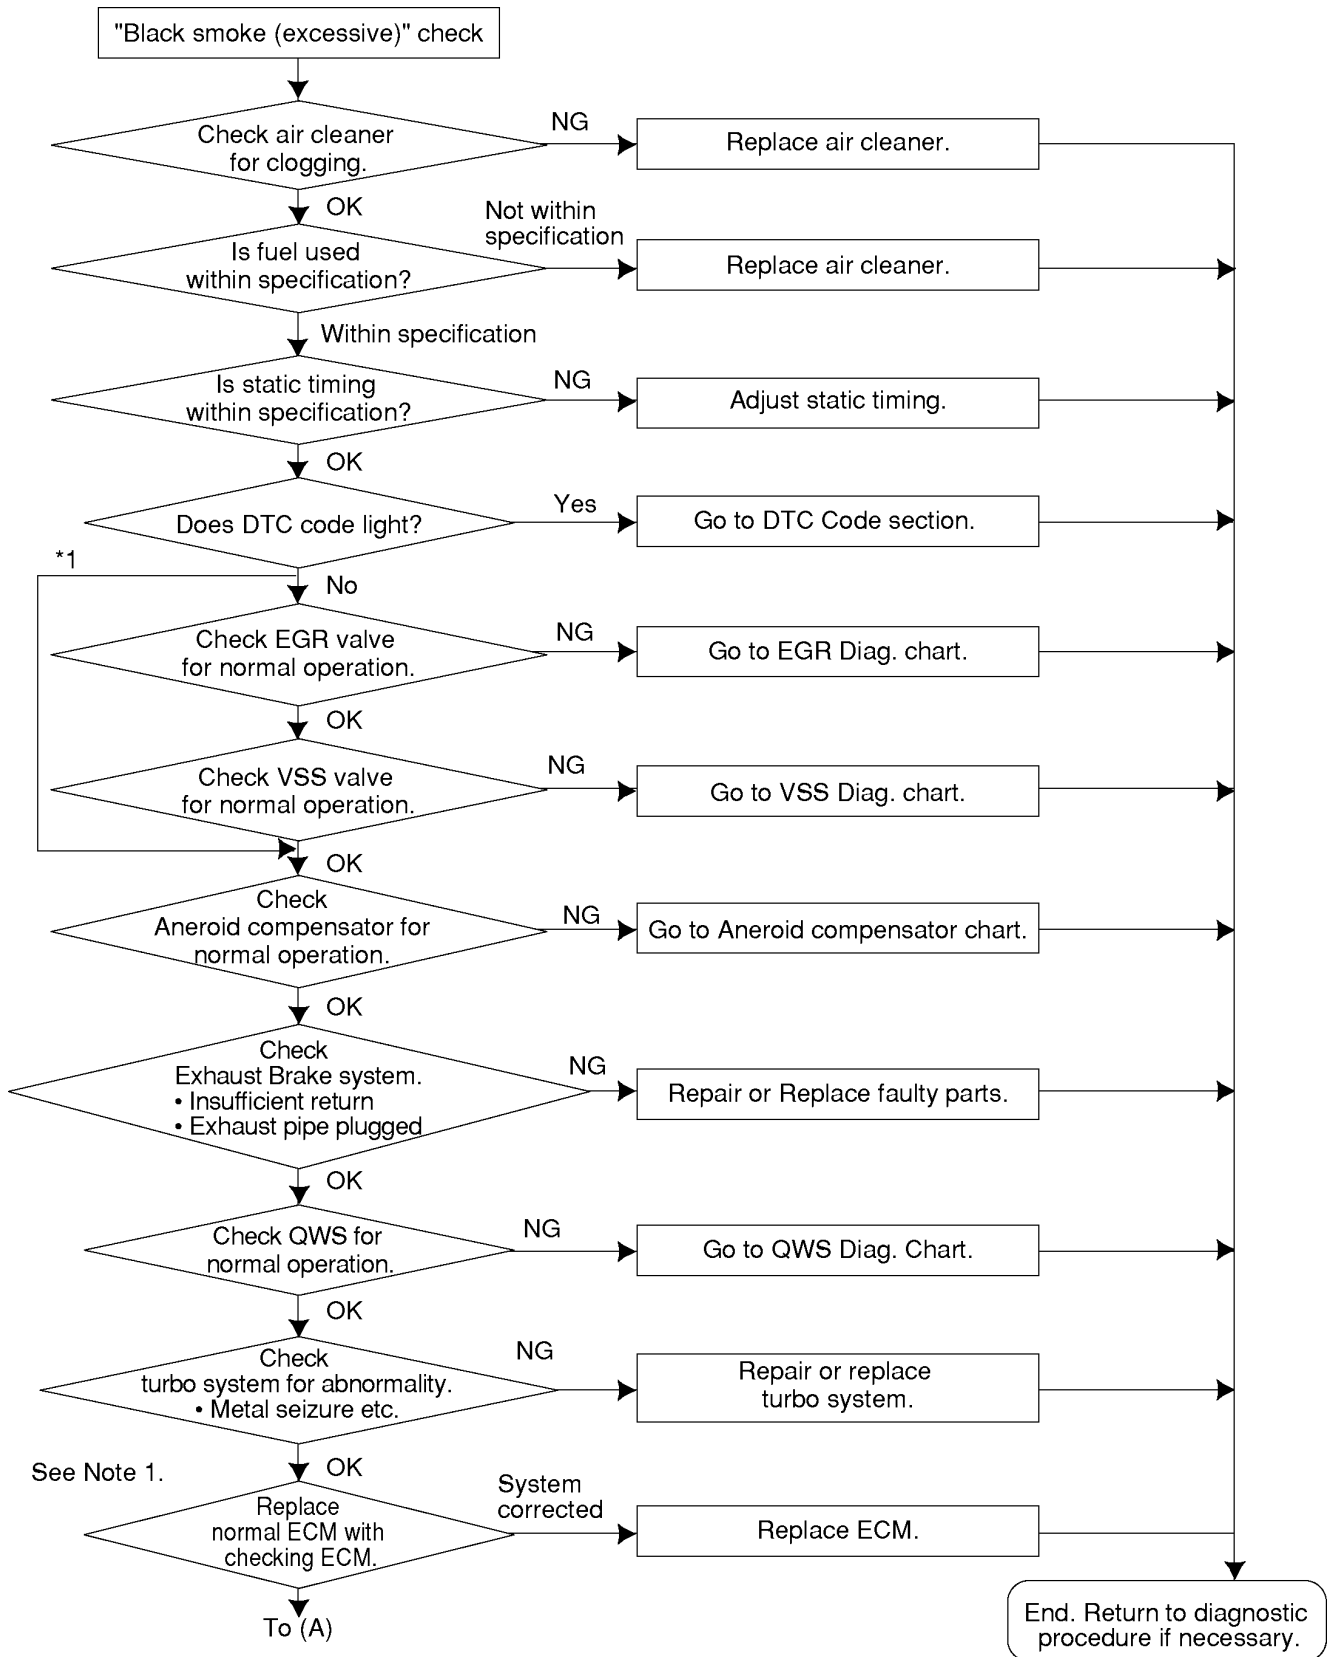 "Black smoke (excessive)" check
Check air cleaner
for clogging.
NG
Replace air cleaner.
OK
Is fuel used
within specification?
Not within
specification
Replace air cleaner.
Within specification
Is static timing
within specification?
NG
Adjust static timing.
OK
Does DTC code light?
Yes
Go to DTC Code section.
*1
No
Check EGR valve
for normal operation.
NG
Go to EGR Diag. chart.
OK
Check VSS valve
for normal operation.
NG
Go to VSS Diag. chart.
OK
Check
Aneroid compensator for
normal operation.
NG
Go to Aneroid compensator chart.
OK
Check
Exhaust Brake system.
• Insufficient return
• Exhaust pipe plugged
NG
Repair or Replace faulty parts.
OK
Check QWS for
normal operation.
NG
Go to QWS Diag. Chart.
OK
Check
turbo system for abnormality.
• Metal seizure etc.
NG
Repair or replace
turbo system.
OK
See Note 1.
Replace
normal ECM with
checking ECM.
System
corrected
Replace ECM.
To (A)
End. Return to diagnostic
procedure if necessary.